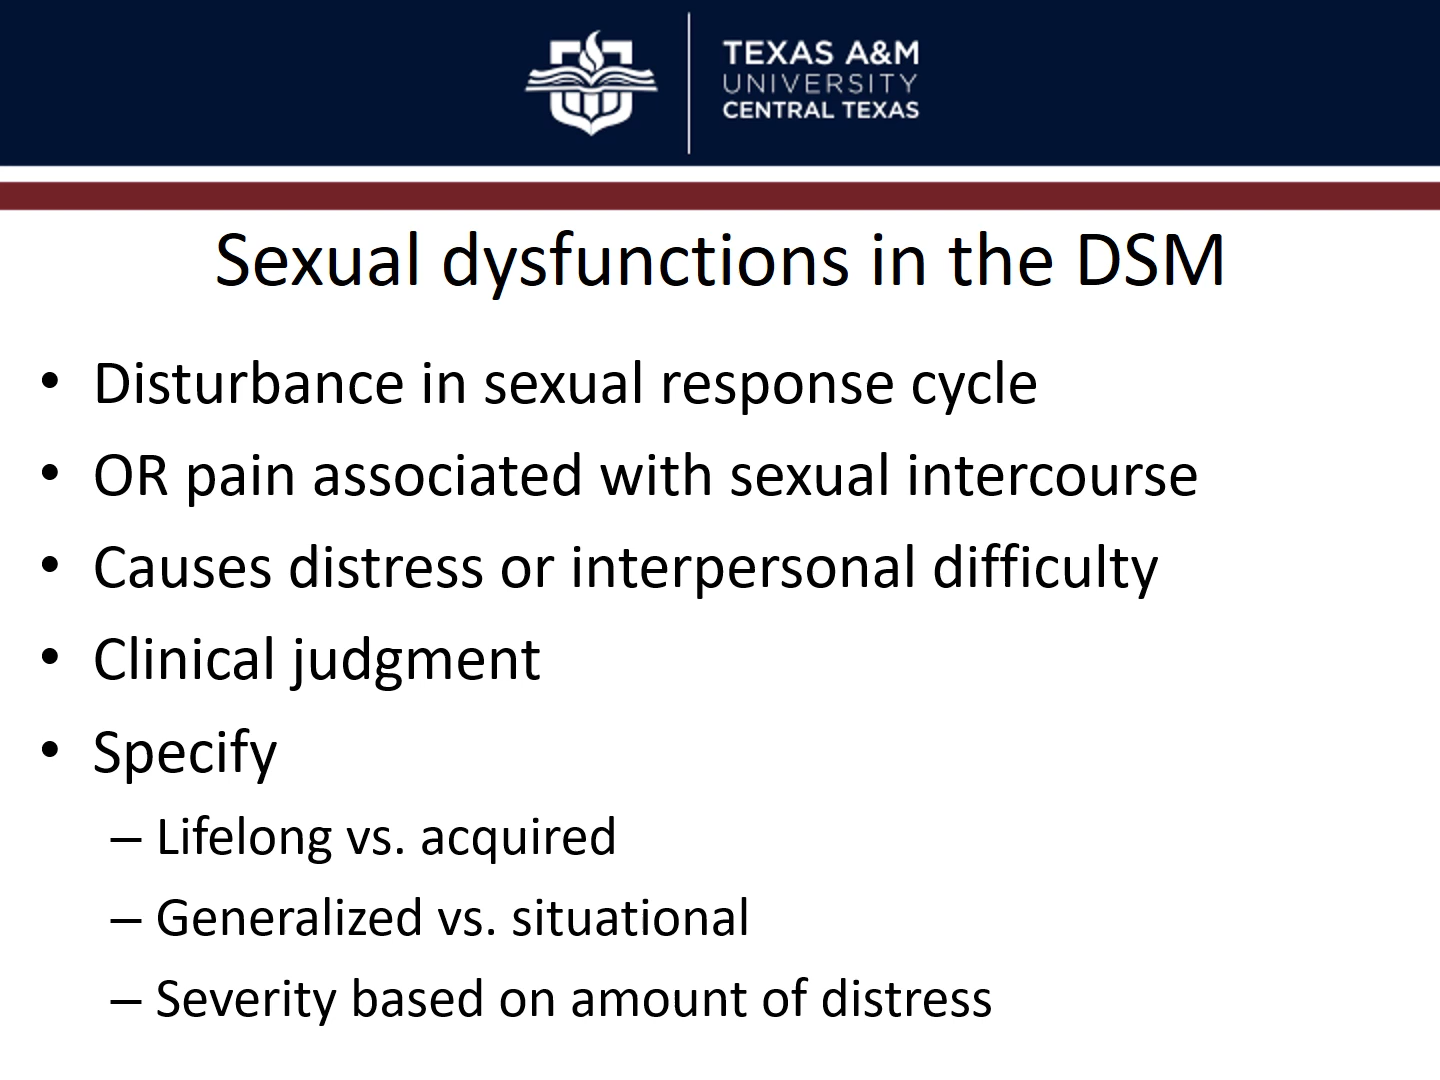 TEXAS A&M
UNIVERSITY
CENTRAL TEXAS
Sexual dysfunctions in the DSM
• Disturbance in sexual response cycle
• OR pain associated with sexual intercourse
• Causes distress or interpersonal difficulty
• Clinical judgment
• Specify
– Lifelong vs. acquired
– Generalized vs. situational
– Severity based on amount of distress